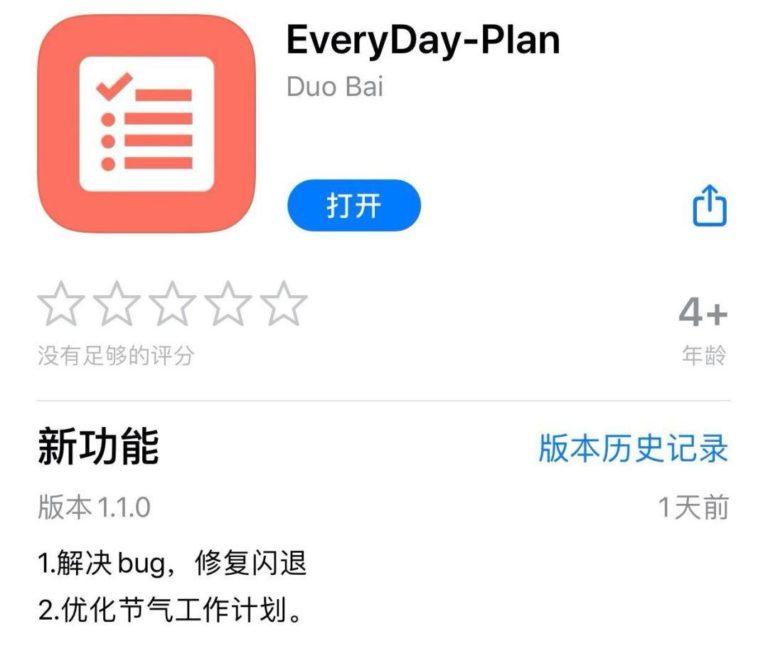 EveryDay-Plan
Duo Bai
打开
4+
没有足够的评分
年龄
新功能
版本历史记录
版本 1.1.0
1天前
1.解决 bug，修复闪退
2.优化节气工作计划。